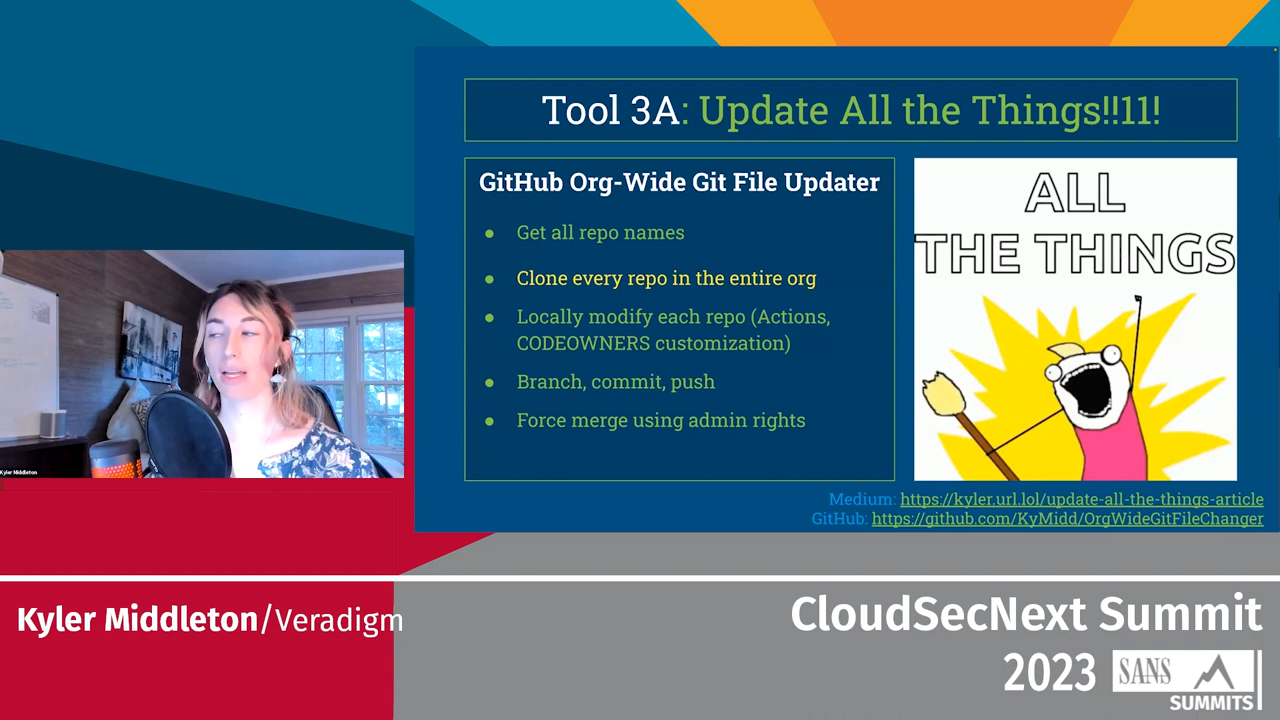 Tool 3A: Update All the Things!!11!
GitHub Org-Wide Git File Updater
● Get all repo names
● Clone every repo in the entire org
● Locally modify each repo (Actions,
CODEOWNERS customization)
● Branch, commit, push
● Force merge using admin rights
ALL
THE THINGS
Medium: https://kyler.url.lol/update-all-the-things-article
GitHub: https://github.com/KyMidd/OrgWideGitFileChanger
Kyler Middleton
Kyler Middleton/Veradigm
CloudSecNext Summit
2023
SANS
SUMMITS